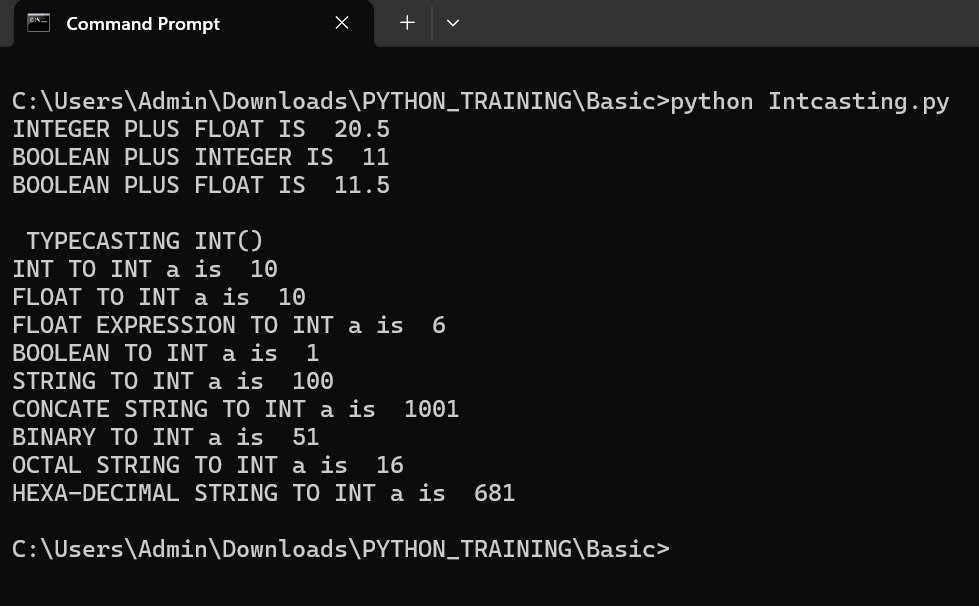 Command Prompt
C:\Users\Admin\Downloads\PYTHON_TRAINING\Basic>python Intcasting.py
INTEGER PLUS FLOAT IS  20.5
BOOLEAN PLUS INTEGER IS  11
BOOLEAN PLUS FLOAT IS  11.5
 TYPECASTING INT()
INT TO INT a is  10
FLOAT TO INT a is  10
FLOAT EXPRESSION TO INT a is  6
BOOLEAN TO INT a is  1
STRING TO INT a is  100
CONCATE STRING TO INT a is  1001
BINARY TO INT a is  51
OCTAL STRING TO INT a is  16
HEXA-DECIMAL STRING TO INT a is  681
C:\Users\Admin\Downloads\PYTHON_TRAINING\Basic>